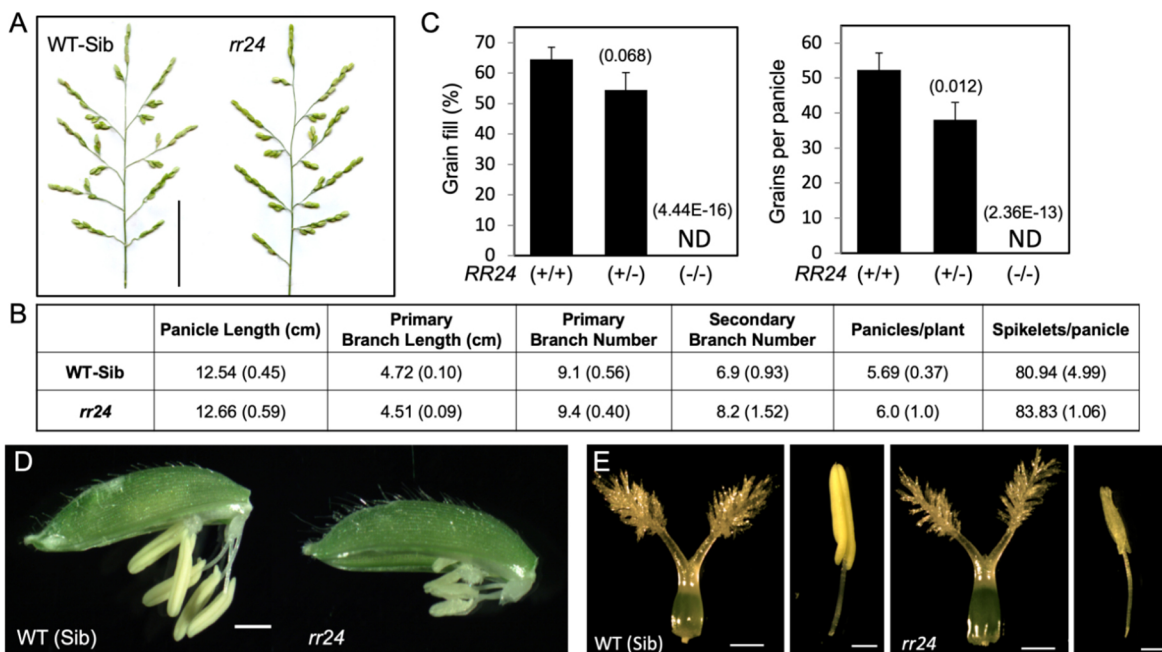 A
WT-Sib rr24
C
Grain fill (%)
70
60
50
40
30
20
10
0
(0.068)
(4.44E-16)
ND
RR24 (+/+) (+/-) (-/-)
Grains per panicle
60
50
40
30
20
10
0
(0.012)
(2.36E-13)
ND
RR24 (+/+) (+/-) (-/-)
B
Panicle Length (cm) Primary Branch Length (cm) Primary Branch Number Secondary Branch Number Panicles/plant Spikelets/panicle
WT-Sib 12.54 (0.45) 4.72 (0.10) 9.1 (0.56) 6.9 (0.93) 5.69 (0.37) 80.94 (4.99)
rr24 12.66 (0.59) 4.51 (0.09) 9.4 (0.40) 8.2 (1.52) 6.0 (1.0) 83.83 (1.06)
D
WT (Sib) rr24
E
WT (Sib) rr24